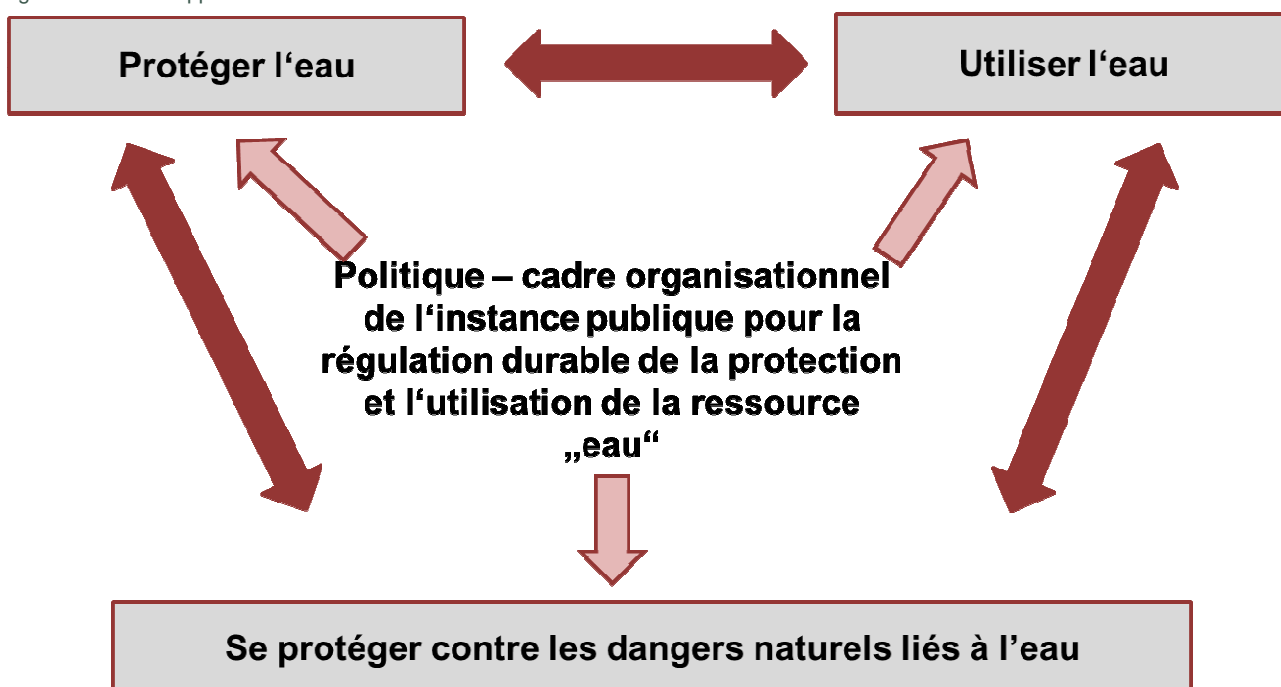 Protéger l‘eau
Utiliser l‘eau
Politique – cadre organisationnel
de l‘instance publique pour la
régulation durable de la protection
et l‘utilisation de la ressource
„eau“
Se protéger contre les dangers naturels liés à l’eau